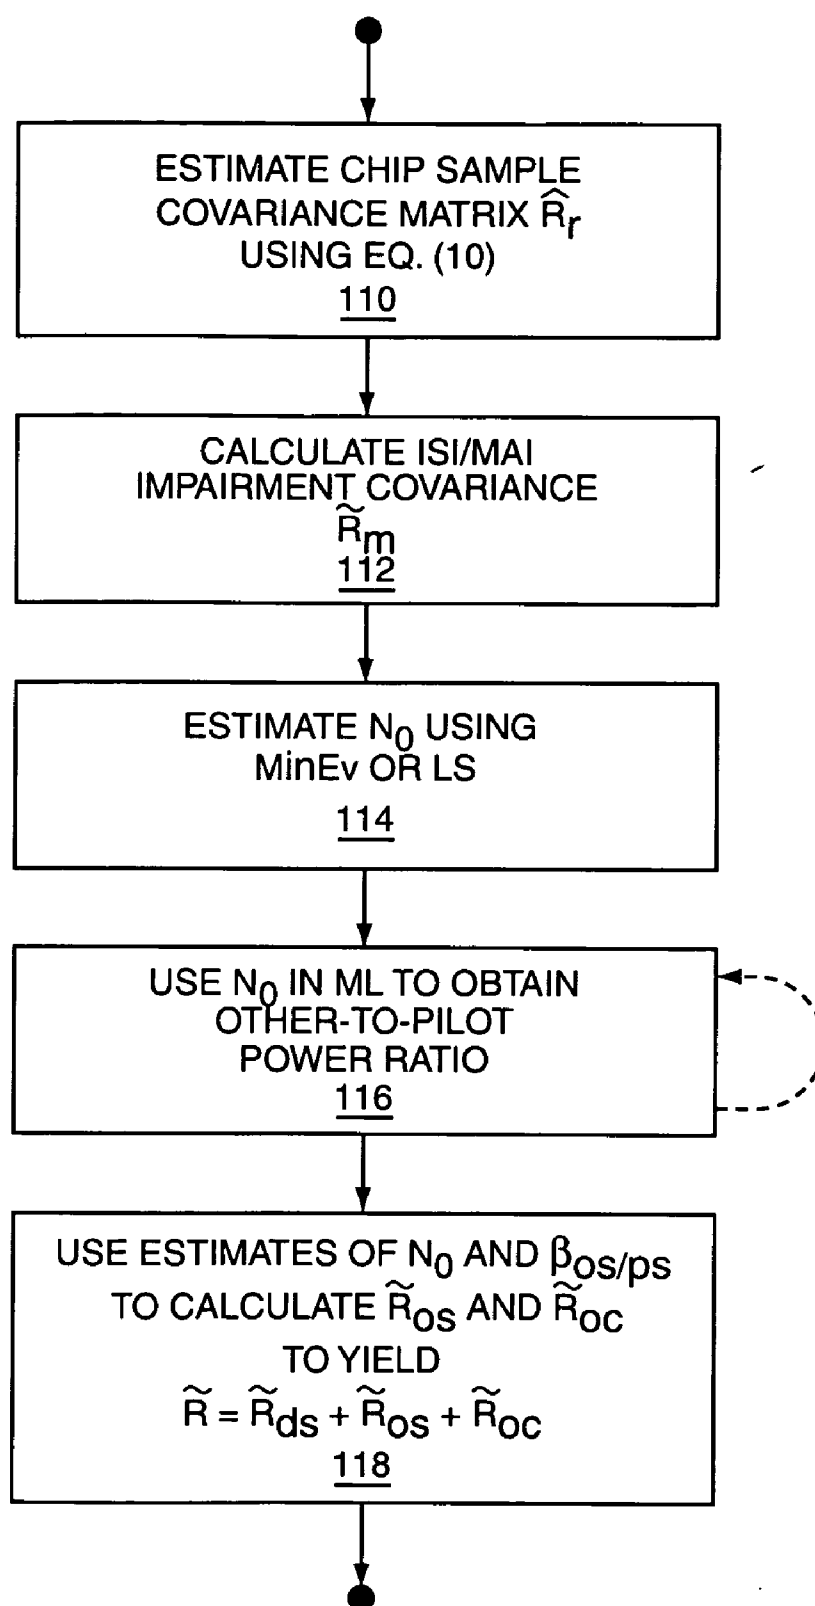 ESTIMATE CHIP SAMPLE
COVARIANCE MATRIX R̂r
USING EQ. (10)
110
CALCULATE ISI/MAI
IMPAIRMENT COVARIANCE
R̃m
112
ESTIMATE N0 USING
MinEv OR LS
114
USE N0 IN ML TO OBTAIN
OTHER-TO-PILOT
POWER RATIO
116
USE ESTIMATES OF N0 AND βos/ps
TO CALCULATE R̃os AND R̃oc
TO YIELD
R̃ = R̃ds + R̃os + R̃oc
118